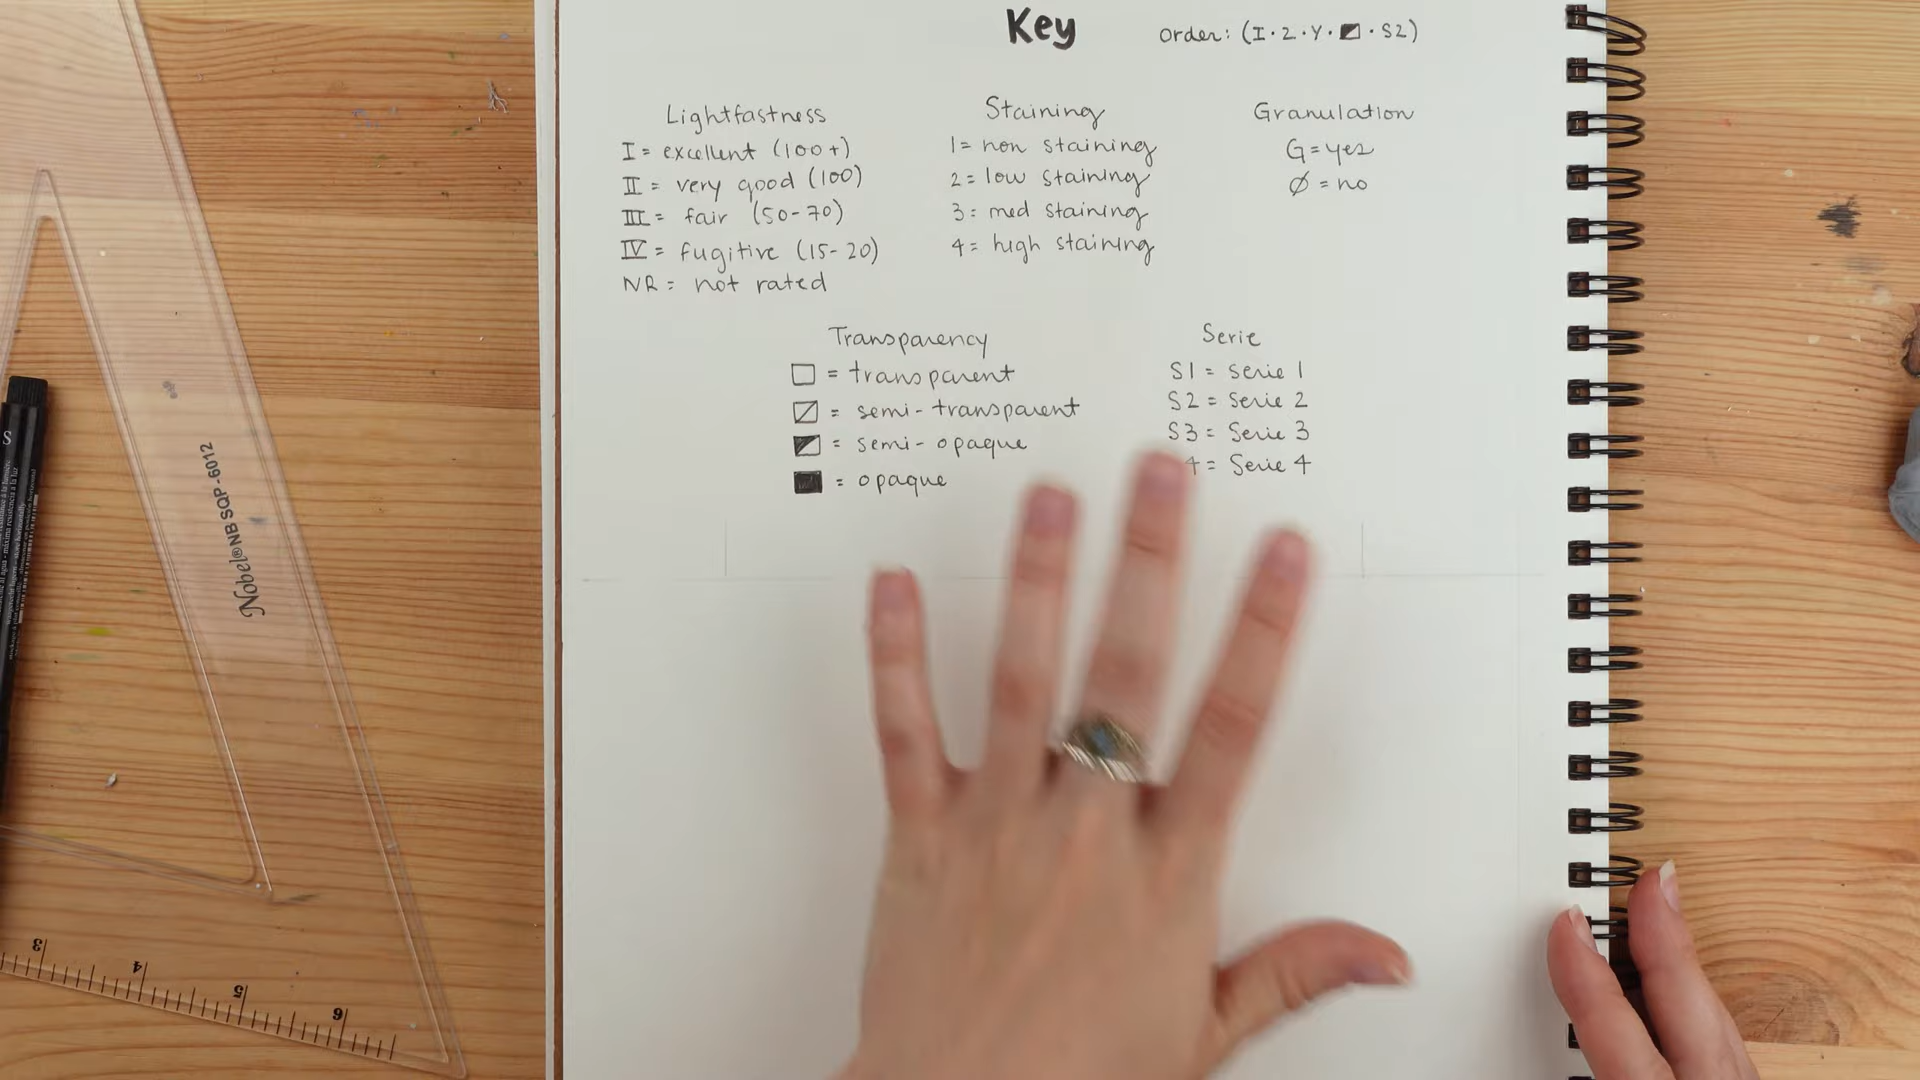 Key
Order: (I·2·Y·◪·S2)
Lightfastness
I = excellent (100+)
II = very good (100)
III = fair (50-70)
IV = fugitive (15-20)
NR = not rated
Staining
1= non staining
2= low staining
3= med staining
4= high staining
Granulation
G=yes
Ø = no
Transparency
= transparent
= semi-transparent
= semi-opaque
= opaque
Serie
S1 = Serie 1
S2 = Serie 2
S3 = Serie 3
4 = Serie 4
Nobel®NB SQP-6012
S
3
4
5
6